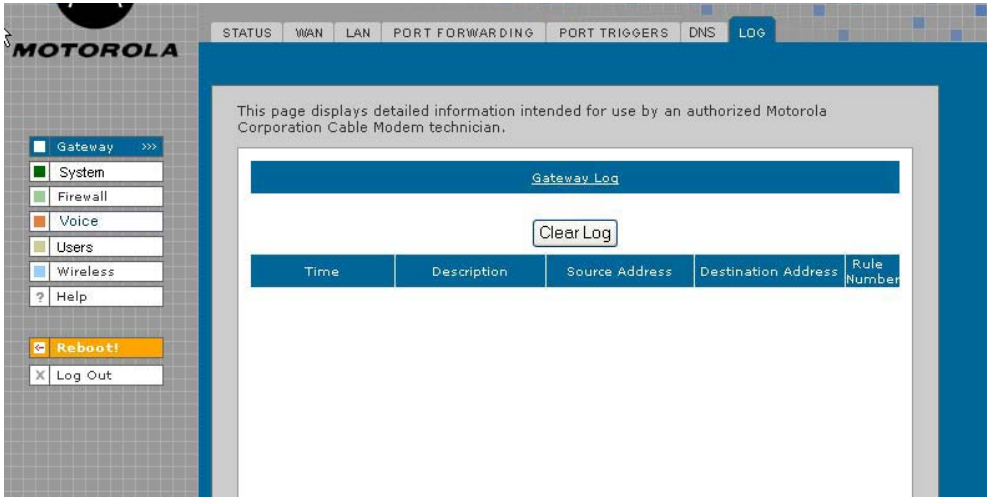 MOTOROLA
STATUS WAN LAN PORT FORWARDING PORT TRIGGERS DNS LOG
This page displays detailed information intended for use by an authorized Motorola
Corporation Cable Modem technician.
Gateway >>>
System
Firewall
Voice
Users
Wireless
? Help
Reboot!
X Log Out
Gateway Log
Clear Log
Time Description Source Address Destination Address Rule
Number